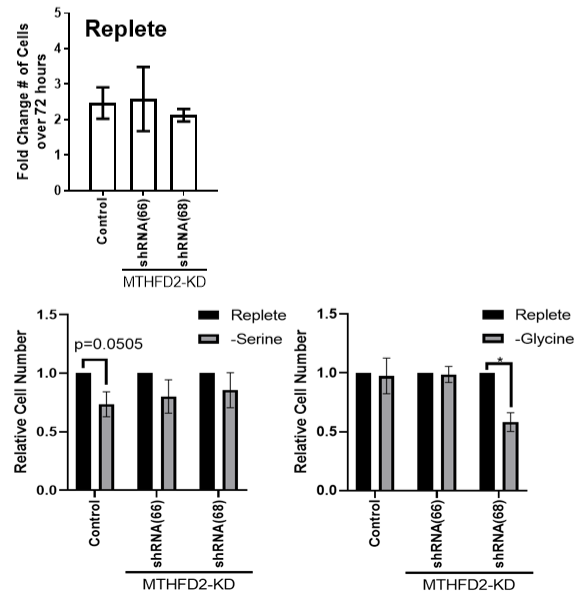 Replete
Fold Change # of Cells
over 72 hours
5
4
3
2
1
0
Control
shRNA(66)
shRNA(68)
MTHFD2-KD
Relative Cell Number
1.5
1.0
0.5
0.0
Replete
-Serine
p=0.0505
Control
shRNA(66)
shRNA(68)
MTHFD2-KD
Relative Cell Number
1.5
1.0
0.5
0.0
Replete
-Glycine
*
Control
shRNA(66)
shRNA(68)
MTHFD2-KD